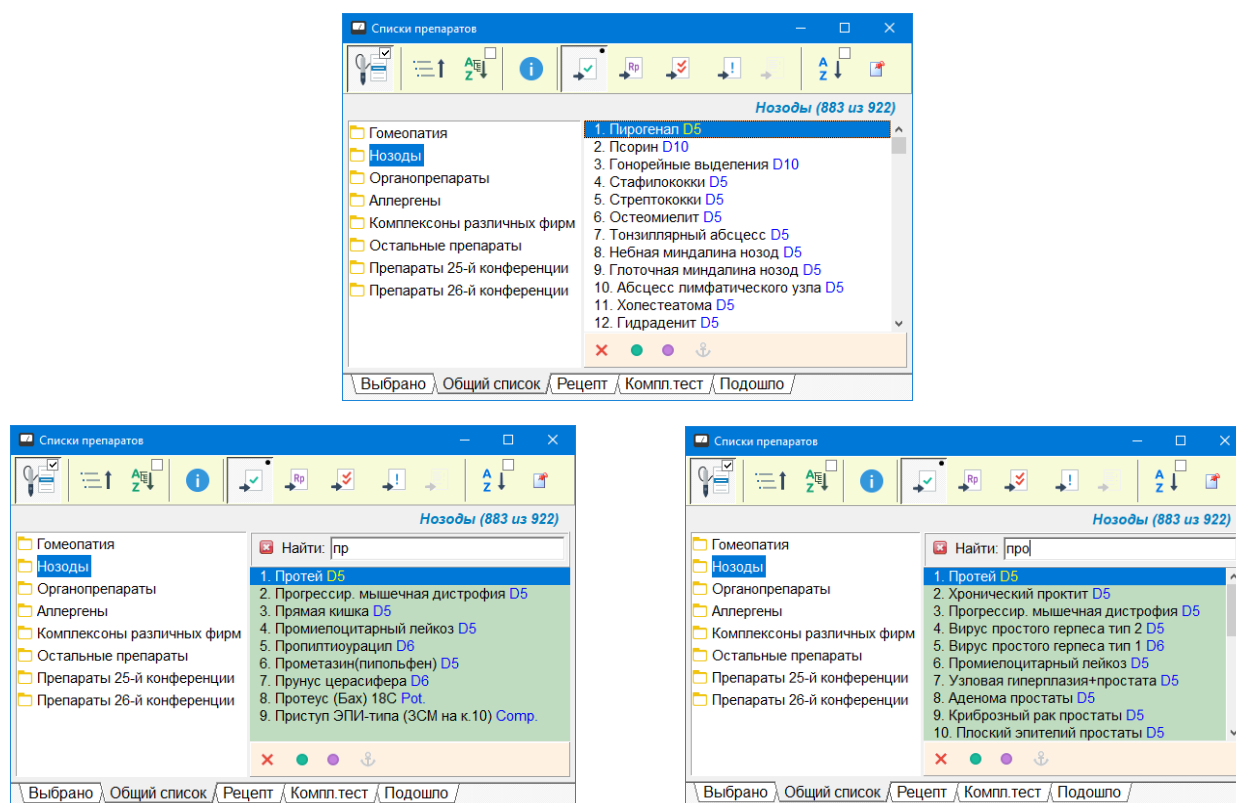 Списки препаратов
Нозоды (883 из 922)
Гомеопатия
Нозоды
Органопрепараты
Аллергены
Комплексоны различных фирм
Остальные препараты
Препараты 25-й конференции
Препараты 26-й конференции
1. Пирогенал D5
2. Псорин D10
3. Гонорейные выделения D10
4. Стафилококки D5
5. Стрептококки D5
6. Остеомиелит D5
7. Тонзиллярный абсцесс D5
8. Небная миндалина нозод D5
9. Глоточная миндалина нозод D5
10. Абсцесс лимфатического узла D5
11. Холестеатома D5
12. Гидраденит D5
Выбрано Общий список Рецепт Компл.тест Подошло
Списки препаратов
Нозоды (883 из 922)
Гомеопатия
Нозоды
Органопрепараты
Аллергены
Комплексоны различных фирм
Остальные препараты
Препараты 25-й конференции
Препараты 26-й конференции
Найти: пр
1. Протей D5
2. Прогрессир. мышечная дистрофия D5
3. Прямая кишка D5
4. Промиелоцитарный лейкоз D5
5. Пропилтиоурацил D6
6. Прометазин(пипольфен) D5
7. Прунус церасифера D6
8. Протеус (Бах) 18С Pot.
9. Приступ ЭПИ-типа (ЗСМ на к.10) Comp.
Выбрано Общий список Рецепт Компл.тест Подошло
Списки препаратов
Нозоды (883 из 922)
Гомеопатия
Нозоды
Органопрепараты
Аллергены
Комплексоны различных фирм
Остальные препараты
Препараты 25-й конференции
Препараты 26-й конференции
Найти: про
1. Протей D5
2. Хронический проктит D5
3. Прогрессир. мышечная дистрофия D5
4. Вирус простого герпеса тип 2 D5
5. Вирус простого герпеса тип 1 D6
6. Промиелоцитарный лейкоз D5
7. Узловая гиперплазия+простата D5
8. Аденома простаты D5
9. Криброзный рак простаты D5
10. Плоский эпителий простаты D5
Выбрано Общий список Рецепт Компл.тест Подошло